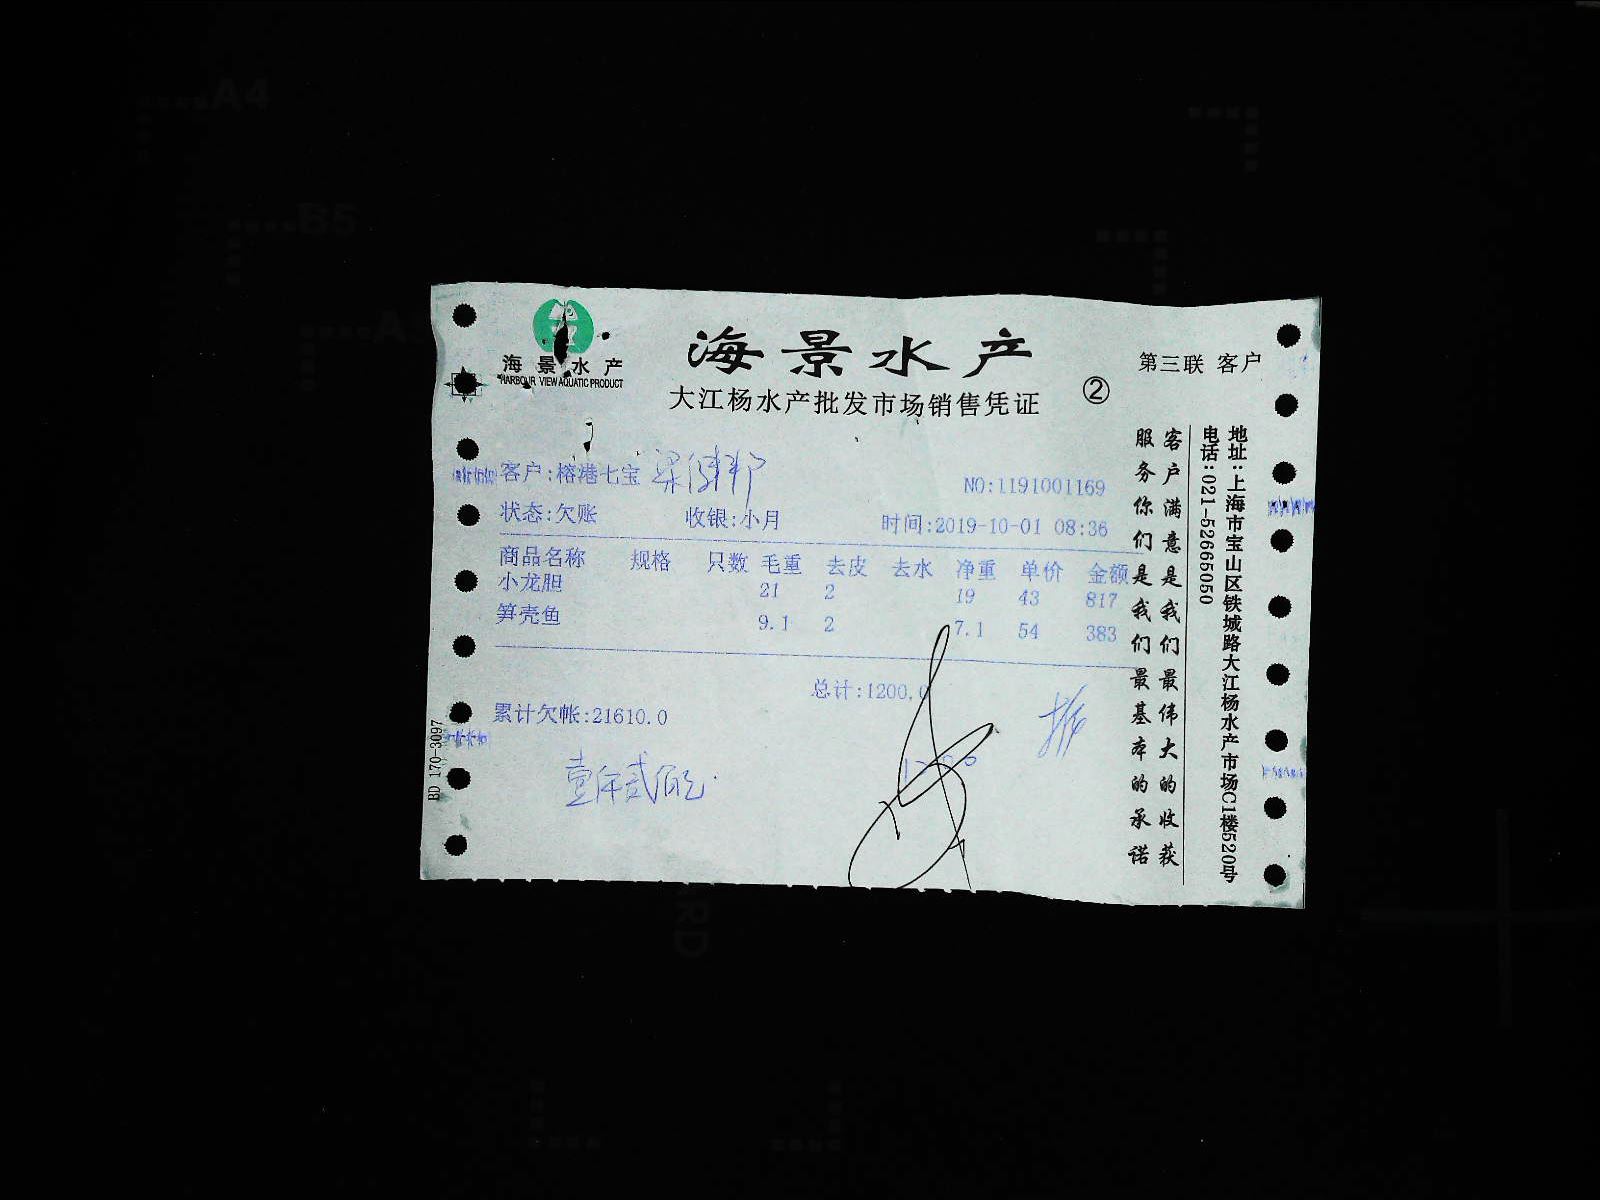 海景水产
HARBOUR VIEW AQUATIC PRODUCT
海景水产
大江杨水产批发市场销售凭证
②
第三联 客户
客户:榕港七宝
NO:1191001169
状态:欠账 收银:小月 时间:2019-10-01 08:36
商品名称 规格 只数 毛重 去皮 去水 净重 单价 金额
小龙胆 21 2 19 43 817
笋壳鱼 9.1 2 7.1 54 383
总计:1200.0
累计欠帐:21610.0
壹仟贰佰元
1200
客户满意是我们最伟大的收获
服务你们是我们最基本的承诺
地址:上海市宝山区铁城路大江杨水产市场C1楼520号
电话:021-52665050
BD 170-3097
A4
B5